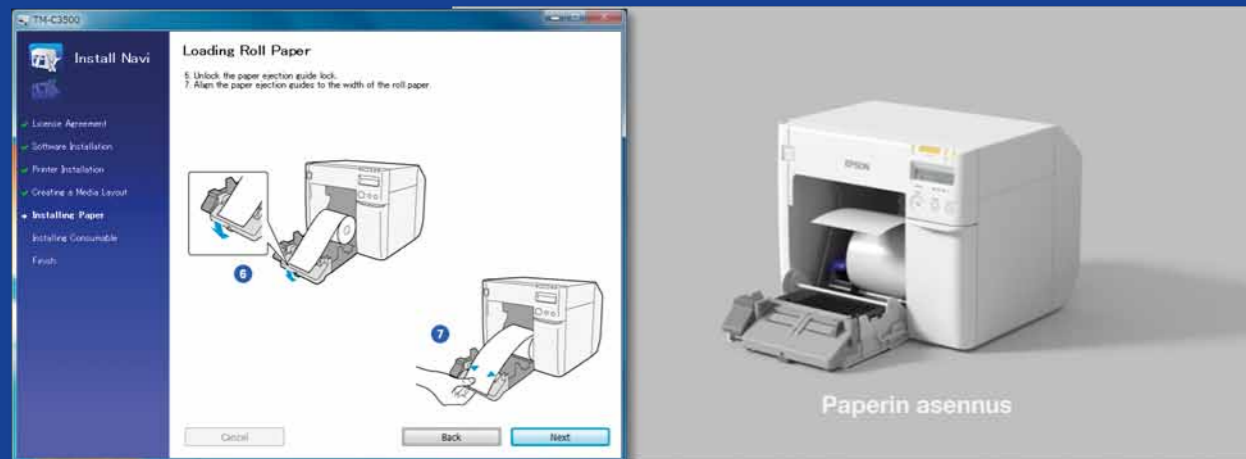 TM-C3500
Install Navi
License Agreement
Software Installation
Printer Installation
Creating a Media Layout
Installing Paper
Installing Consumable
Finish
Loading Roll Paper
6. Unlock the paper ejection guide lock.
7. Align the paper ejection guides to the width of the roll paper.
6
7
Cancel
Back
Next
EPSON
Paperin asennus